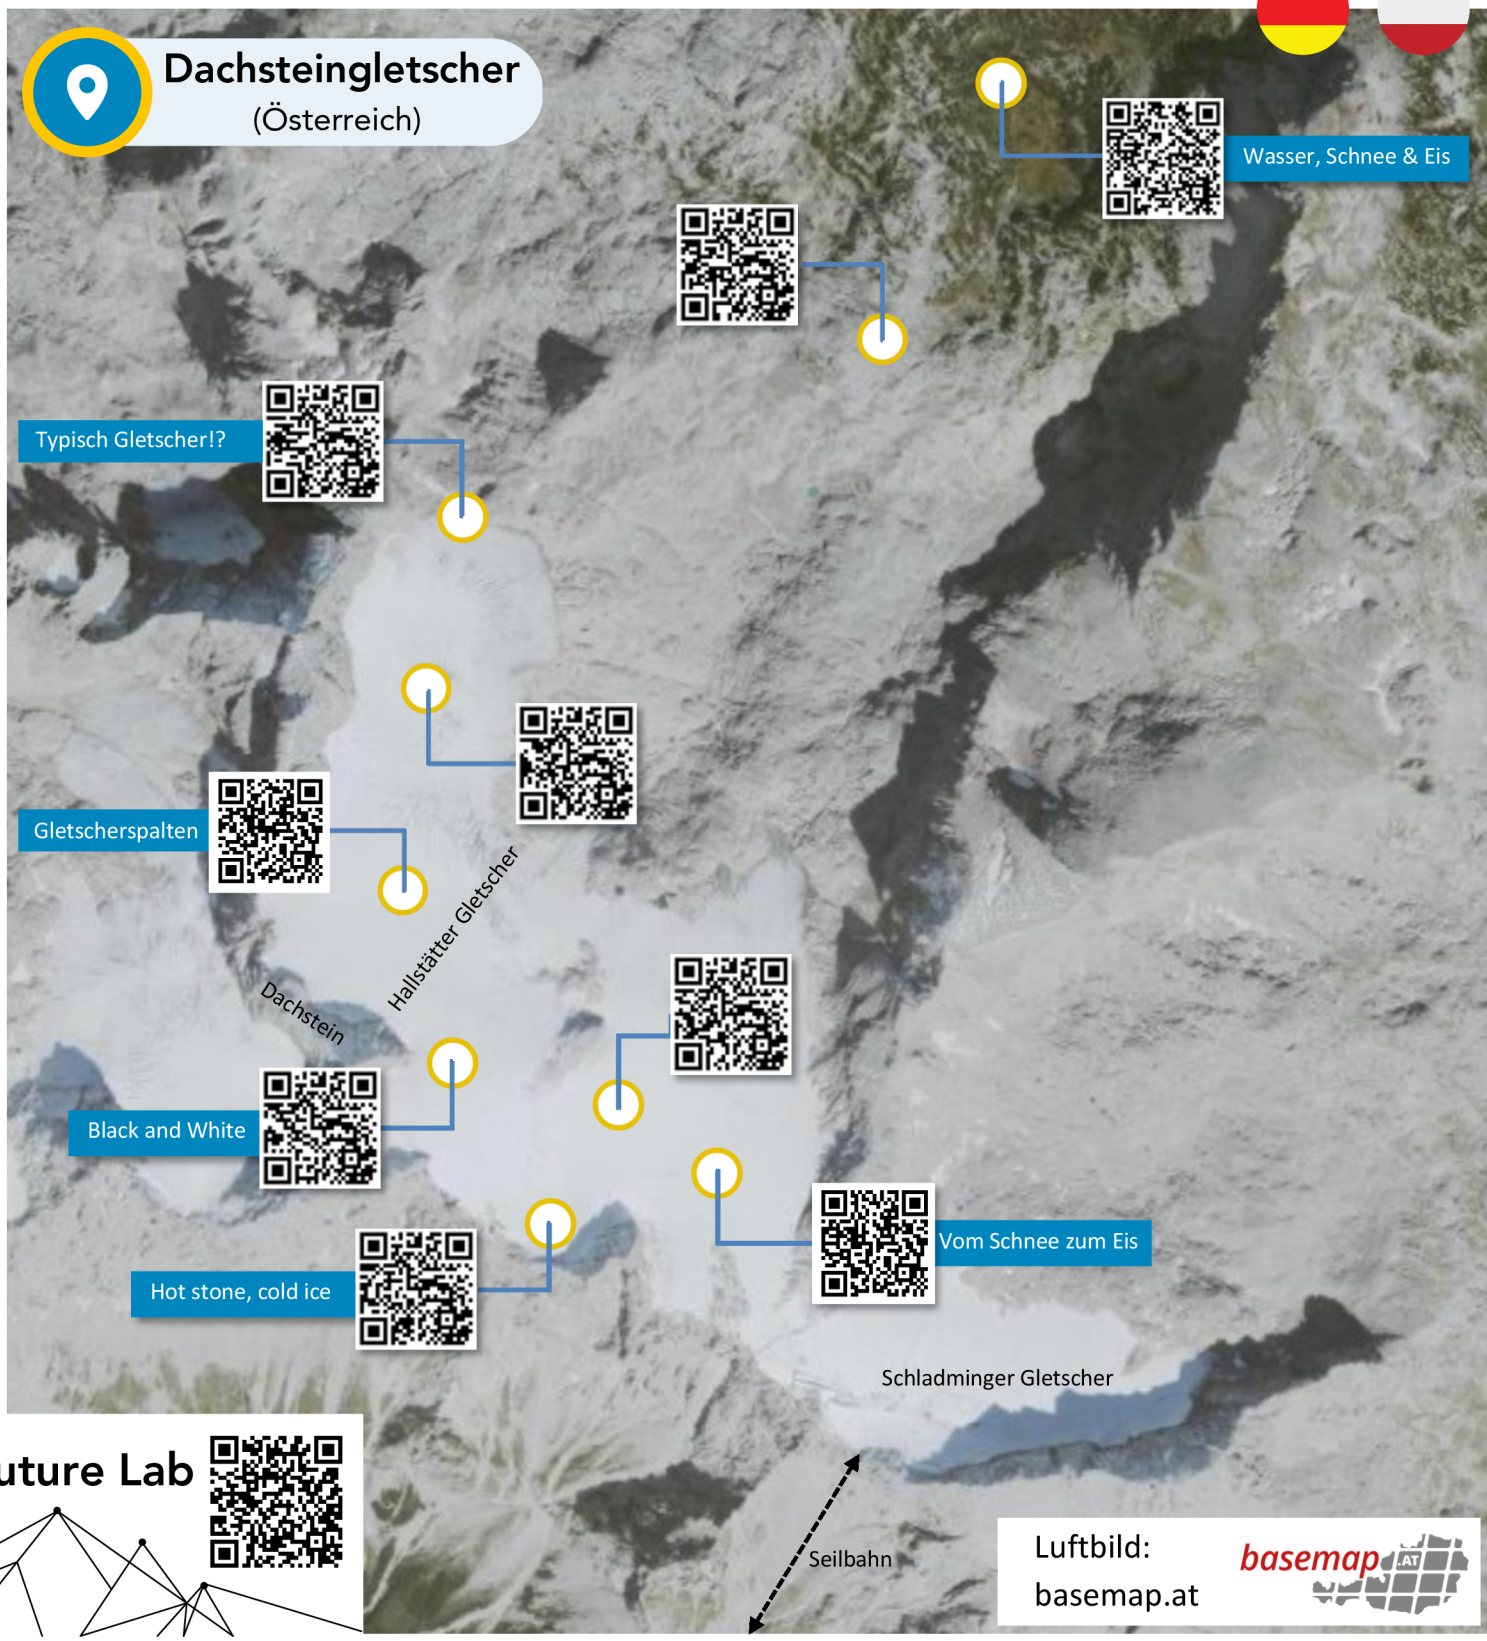 Dachsteingletscher
(Österreich)
Wasser, Schnee & Eis
Typisch Gletscher!?
Gletscherspalten
Hallstätter Gletscher
Dachstein
Black and White
Vom Schnee zum Eis
Hot stone, cold ice
Schladminger Gletscher
uture Lab
Seilbahn
Luftbild:
basemap.at
basemap.AT